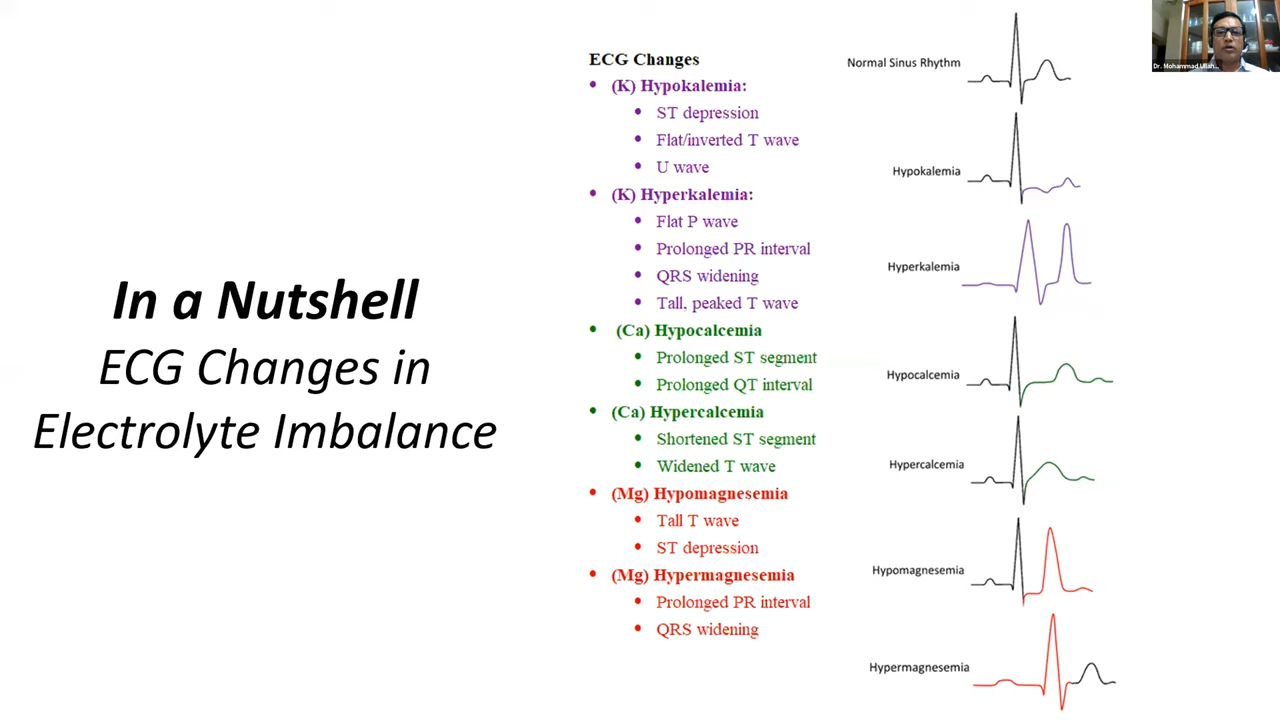 In a Nutshell
ECG Changes in
Electrolyte Imbalance
ECG Changes
• (K) Hypokalemia:
• ST depression
• Flat/inverted T wave
• U wave
• (K) Hyperkalemia:
• Flat P wave
• Prolonged PR interval
• QRS widening
• Tall, peaked T wave
• (Ca) Hypocalcemia
• Prolonged ST segment
• Prolonged QT interval
• (Ca) Hypercalcemia
• Shortened ST segment
• Widened T wave
• (Mg) Hypomagnesemia
• Tall T wave
• ST depression
• (Mg) Hypermagnesemia
• Prolonged PR interval
• QRS widening
Normal Sinus Rhythm
Hypokalemia
Hyperkalemia
Hypocalcemia
Hypercalcemia
Hypomagnesemia
Hypermagnesemia
Dr. Mohammad Ullah...